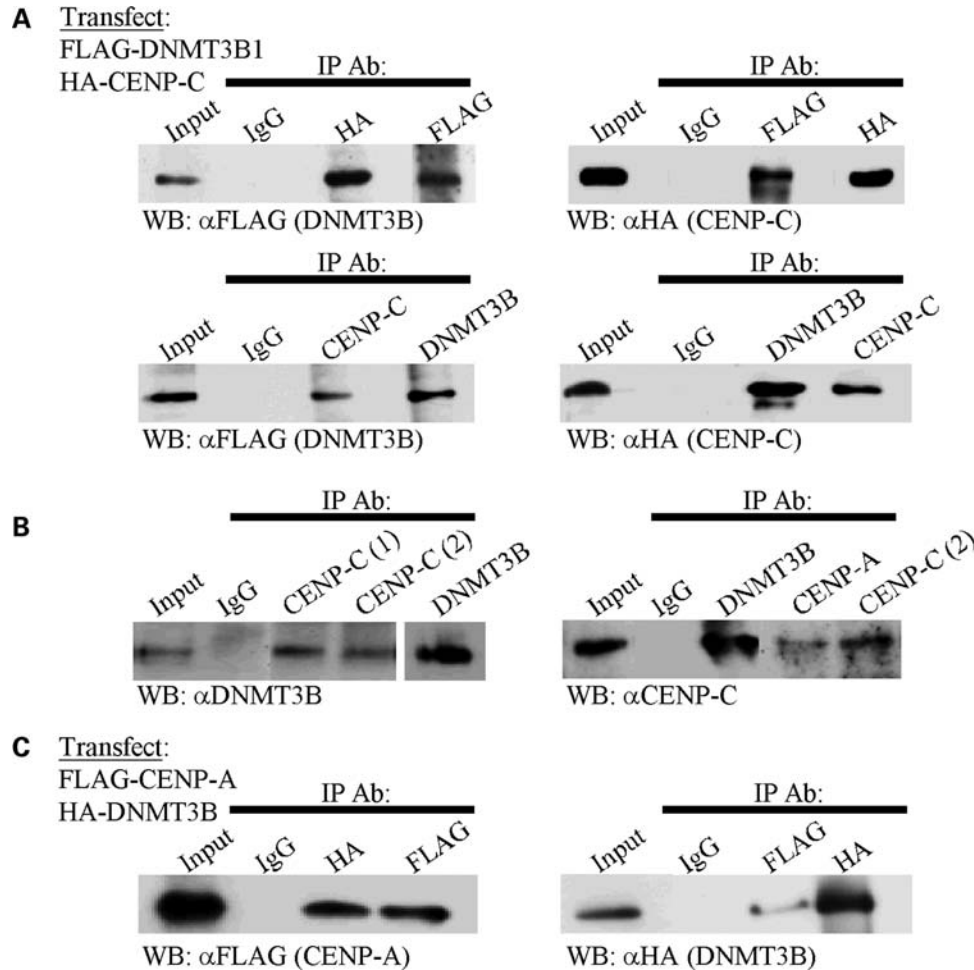 A
Transfect:
FLAG-DNMT3B1
HA-CENP-C
IP Ab:
Input IgG HA FLAG
WB: αFLAG (DNMT3B)
IP Ab:
Input IgG FLAG HA
WB: αHA (CENP-C)
IP Ab:
Input IgG CENP-C DNMT3B
WB: αFLAG (DNMT3B)
IP Ab:
Input IgG DNMT3B CENP-C
WB: αHA (CENP-C)
B
IP Ab:
Input IgG CENP-C (1) CENP-C (2) DNMT3B
WB: αDNMT3B
IP Ab:
Input IgG DNMT3B CENP-A CENP-C (2)
WB: αCENP-C
C
Transfect:
FLAG-CENP-A
HA-DNMT3B
IP Ab:
Input IgG HA FLAG
WB: αFLAG (CENP-A)
IP Ab:
Input IgG FLAG HA
WB: αHA (DNMT3B)